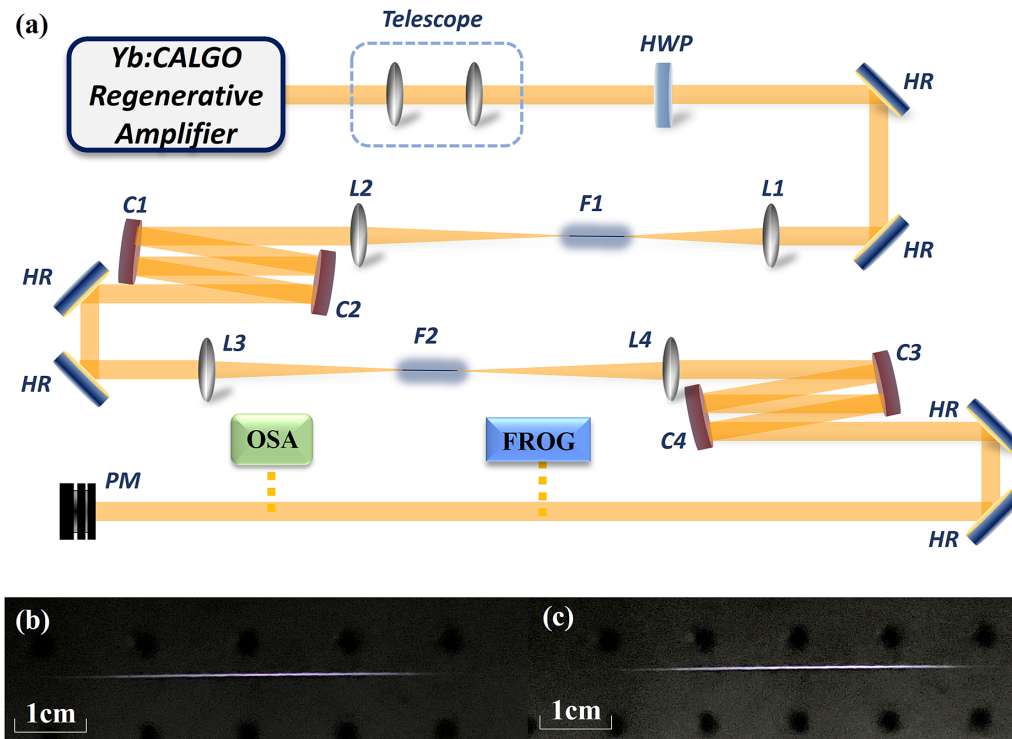 (a)
Yb:CALGO
Regenerative
Amplifier
Telescope
HWP
HR
C1
L2
F1
L1
HR
HR
C2
L3
F2
L4
C3
HR
HR
C4
OSA
FROG
PM
HR
(b)
1cm
(c)
1cm